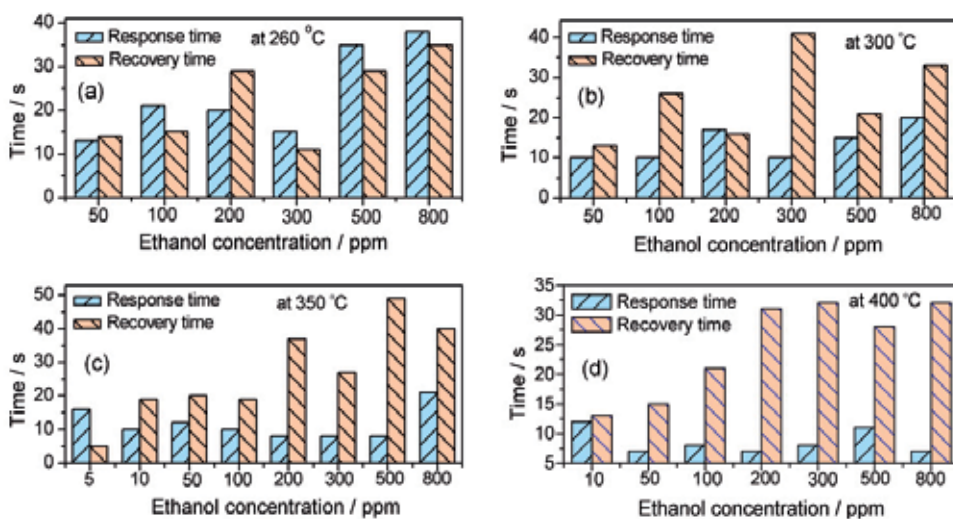 Response time
Recovery time
at 260 °C
(a)
Time / s
40
30
20
10
0
50 100 200 300 500 800
Ethanol concentration / ppm
Response time
Recovery time
at 300 °C
(b)
Time / s
40
30
20
10
0
50 100 200 300 500 800
Ethanol concentration / ppm
Response time
Recovery time
at 350 °C
(c)
Time / s
50
40
30
20
10
0
5 10 50 100 200 300 500 800
Ethanol concentration / ppm
Response time
Recovery time
at 400 °C
(d)
Time / s
35
31
25
21
15
10
5
10 50 100 200 300 500 800
Ethanol concentration / ppm